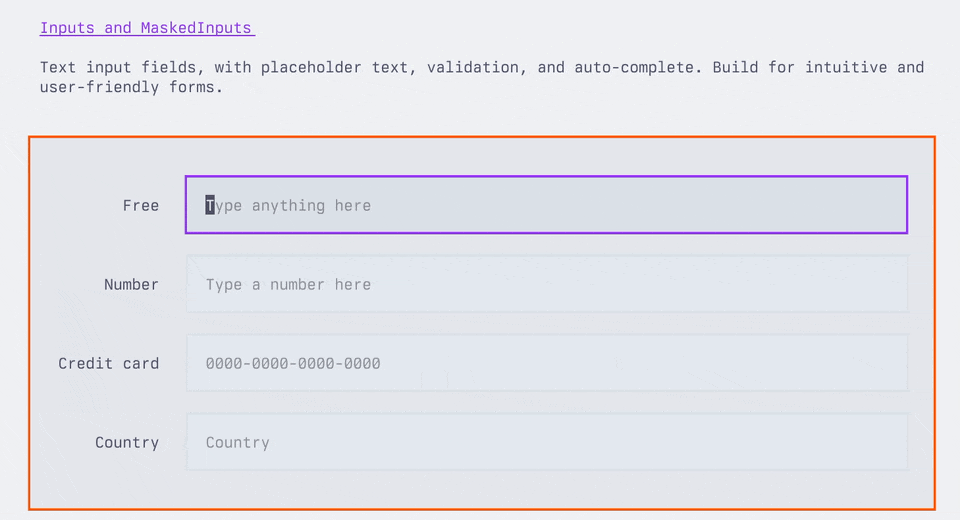 Inputs and MaskedInputs
Text input fields, with placeholder text, validation, and auto-complete. Build for intuitive and
user-friendly forms.
Free Type anything here
Number Type a number here
Credit card 0000-0000-0000-0000
Country Country